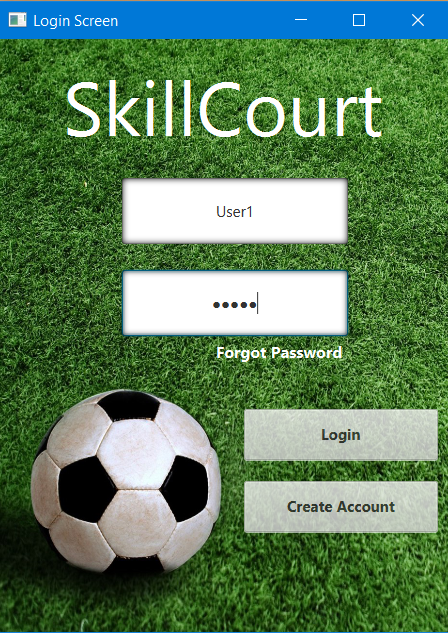 Login Screen
SkillCourt
User1
•••••
Forgot Password
Login
Create Account